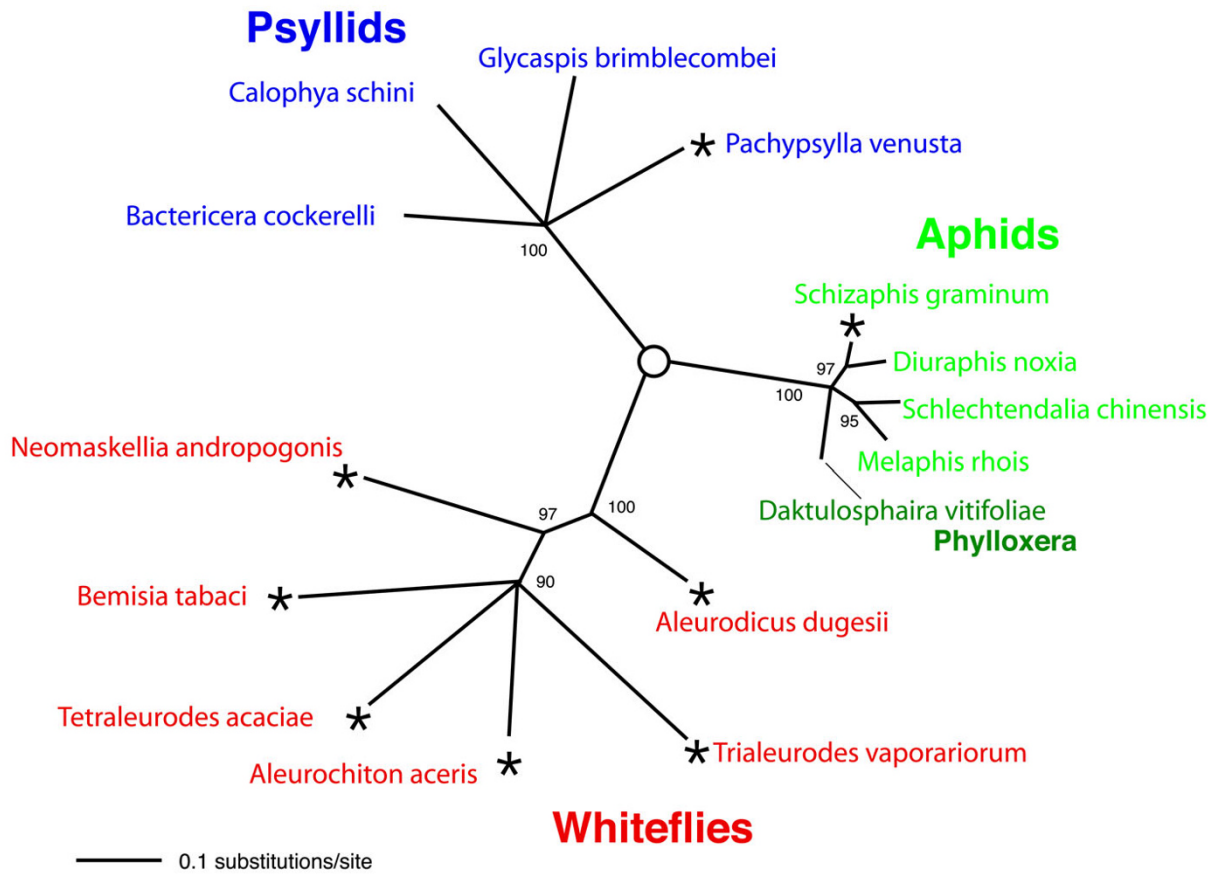 Psyllids
Glycaspis brimblecombei
Calophya schini
* Pachypsylla venusta
Bactericera cockerelli
100
Aphids
Schizaphis graminum
*
97
Diuraphis noxia
100
Schlechtendalia chinensis
95
Melaphis rhois
Daktulosphaira vitifoliae
Phylloxera
Neomaskellia andropogonis
*
97
100
90
Bemisia tabaci *
*
Aleurodicus dugesii
Tetraleurodes acaciae *
* Trialeurodes vaporariorum
Aleurochiton aceris *
Whiteflies
0.1 substitutions/site